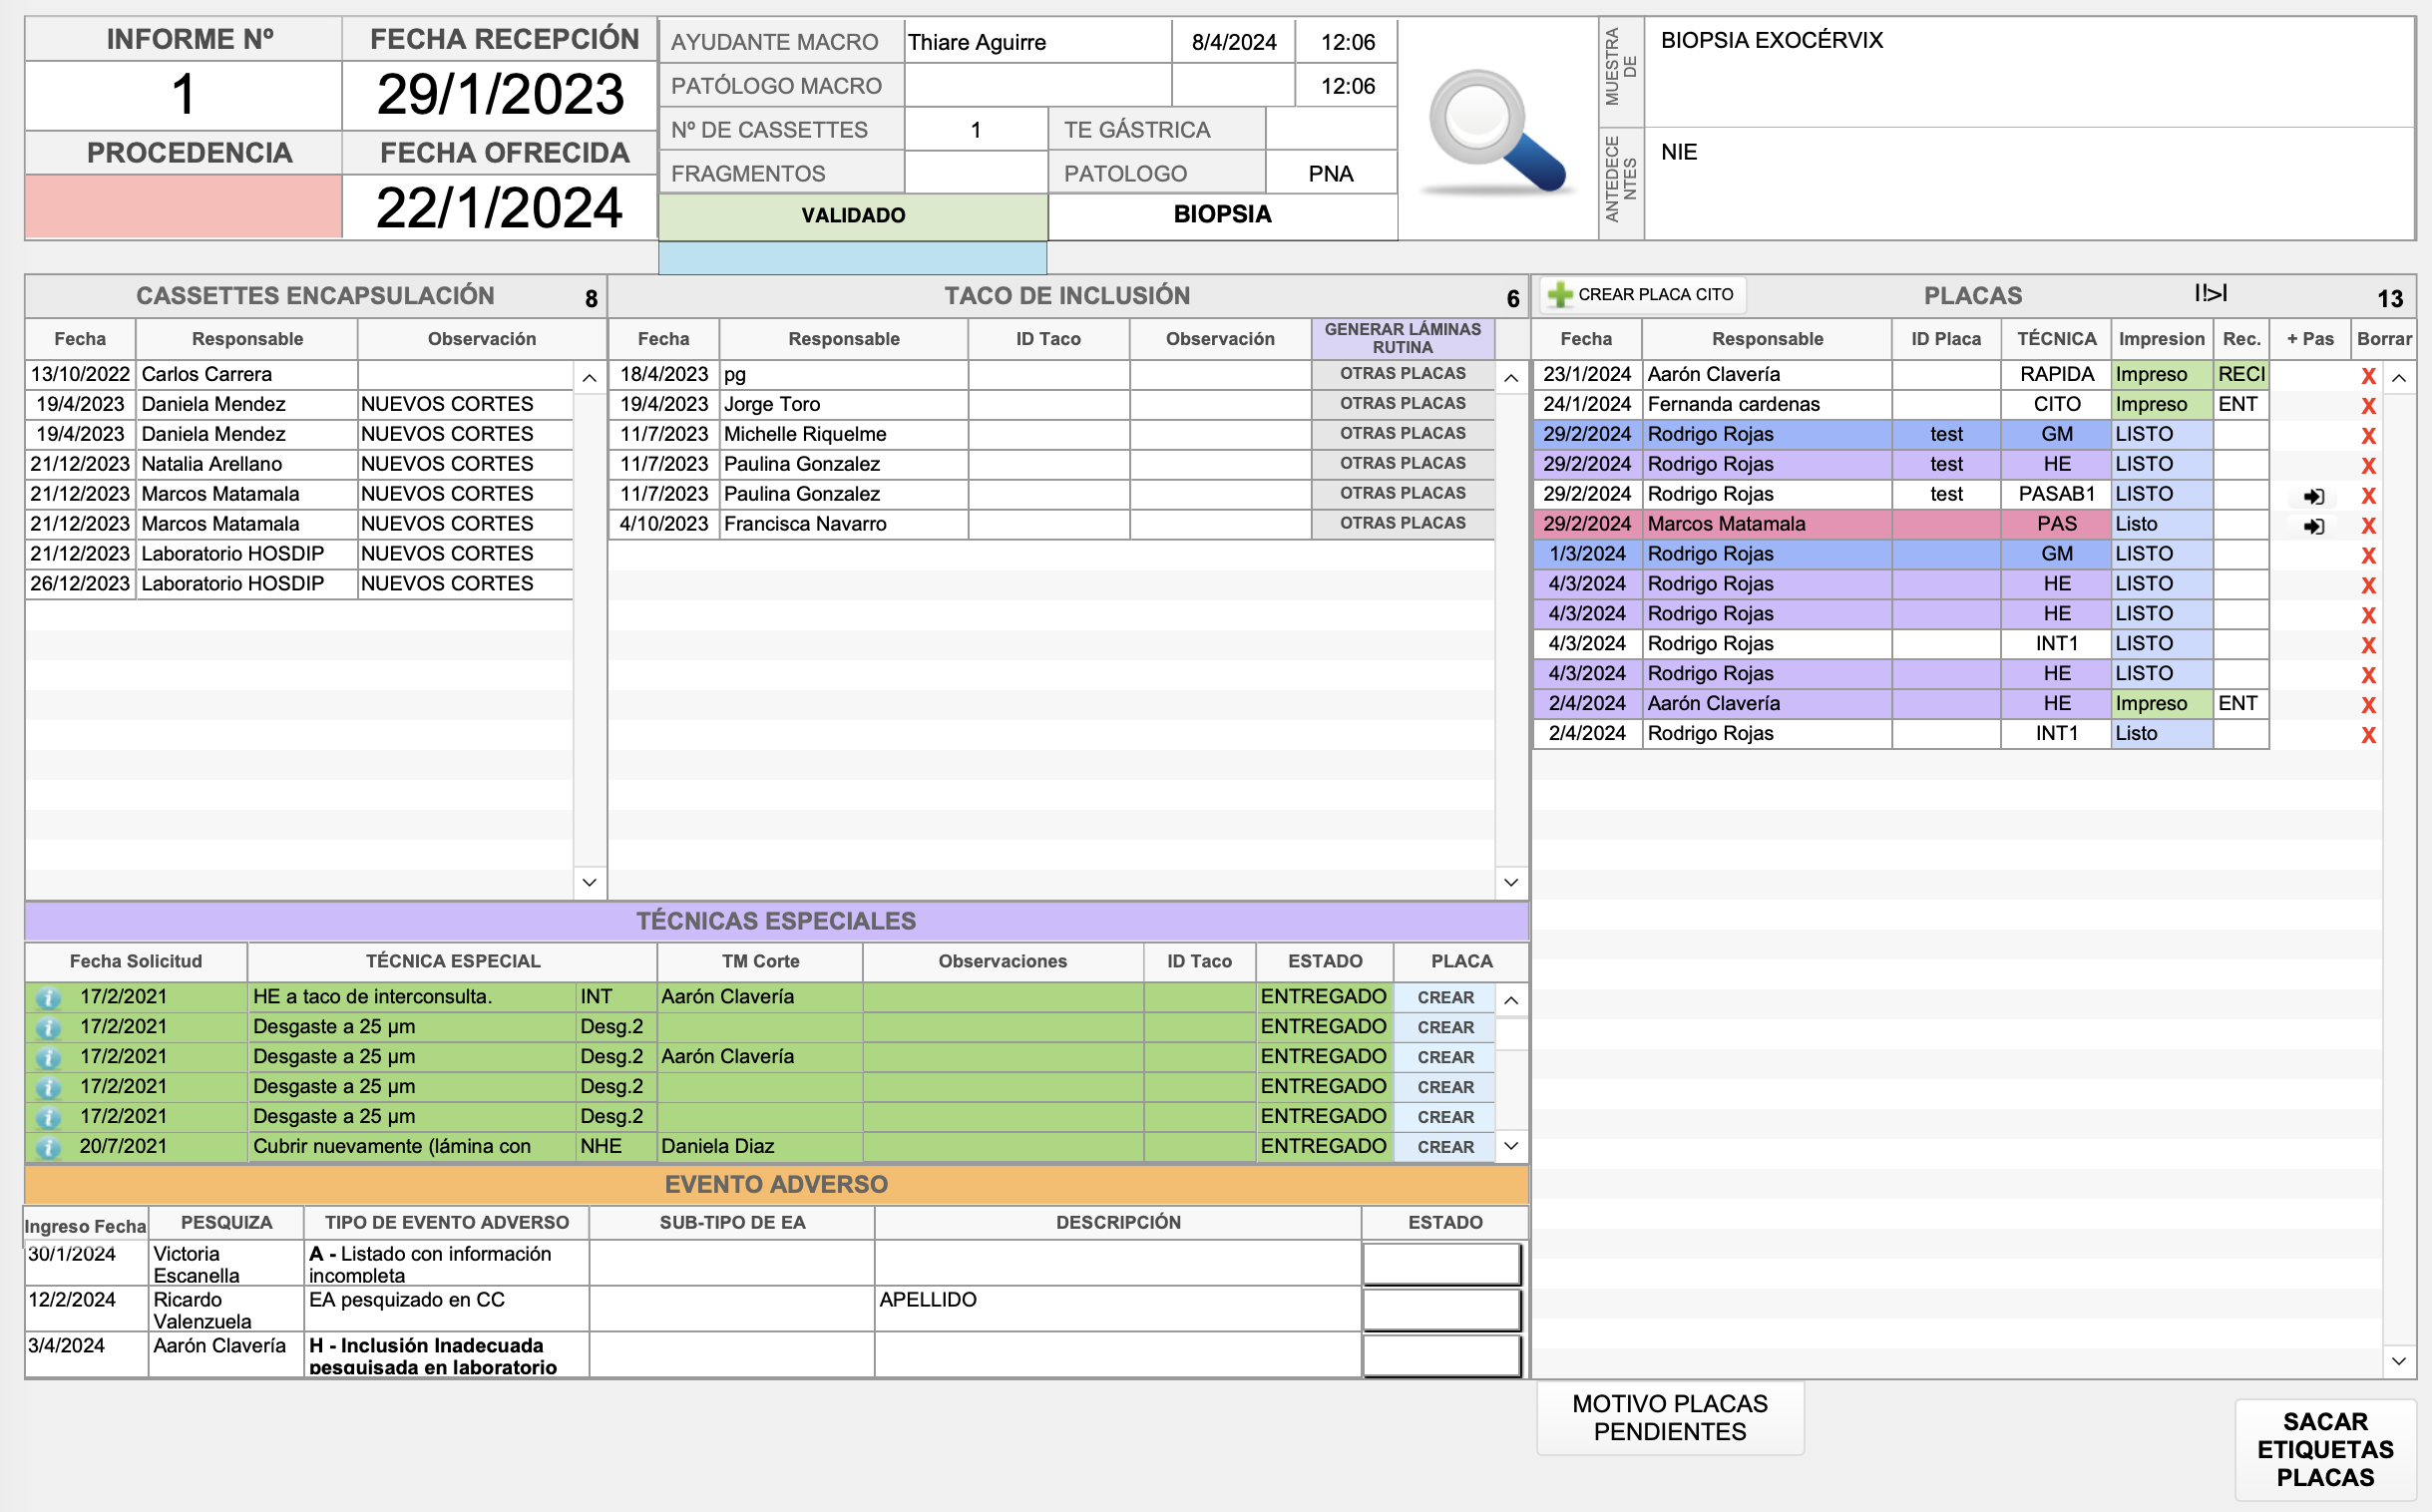 INFORME Nº FECHA RECEPCIÓN
1 29/1/2023
PROCEDENCIA FECHA OFRECIDA
22/1/2024
AYUDANTE MACRO Thiare Aguirre 8/4/2024 12:06
PATÓLOGO MACRO 12:06
Nº DE CASSETTES 1 TE GÁSTRICA
FRAGMENTOS PATOLOGO PNA
VALIDADO BIOPSIA
MUESTRA
DE
BIOPSIA EXOCÉRVIX
ANTEDECE
NTES
NIE
CASSETTES ENCAPSULACIÓN 8
Fecha Responsable Observación
13/10/2022 Carlos Carrera
19/4/2023 Daniela Mendez NUEVOS CORTES
19/4/2023 Daniela Mendez NUEVOS CORTES
21/12/2023 Natalia Arellano NUEVOS CORTES
21/12/2023 Marcos Matamala NUEVOS CORTES
21/12/2023 Marcos Matamala NUEVOS CORTES
21/12/2023 Laboratorio HOSDIP NUEVOS CORTES
26/12/2023 Laboratorio HOSDIP NUEVOS CORTES
TACO DE INCLUSIÓN 6
Fecha Responsable ID Taco Observación GENERAR LÁMINAS
RUTINA
18/4/2023 pg OTRAS PLACAS
19/4/2023 Jorge Toro OTRAS PLACAS
11/7/2023 Michelle Riquelme OTRAS PLACAS
11/7/2023 Paulina Gonzalez OTRAS PLACAS
11/7/2023 Paulina Gonzalez OTRAS PLACAS
4/10/2023 Francisca Navarro OTRAS PLACAS
CREAR PLACA CITO PLACAS |!>| 13
Fecha Responsable ID Placa TÉCNICA Impresion Rec. + Pas Borrar
23/1/2024 Aarón Clavería RAPIDA Impreso RECI X
24/1/2024 Fernanda cardenas CITO Impreso ENT X
29/2/2024 Rodrigo Rojas test GM LISTO X
29/2/2024 Rodrigo Rojas test HE LISTO X
29/2/2024 Rodrigo Rojas test PASAB1 LISTO X
29/2/2024 Marcos Matamala PAS Listo X
1/3/2024 Rodrigo Rojas GM LISTO X
4/3/2024 Rodrigo Rojas HE LISTO X
4/3/2024 Rodrigo Rojas HE LISTO X
4/3/2024 Rodrigo Rojas INT1 LISTO X
4/3/2024 Rodrigo Rojas HE LISTO X
2/4/2024 Aarón Clavería HE Impreso ENT X
2/4/2024 Rodrigo Rojas INT1 Listo X
TÉCNICAS ESPECIALES
Fecha Solicitud TÉCNICA ESPECIAL TM Corte Observaciones ID Taco ESTADO PLACA
i 17/2/2021 HE a taco de interconsulta. INT Aarón Clavería ENTREGADO CREAR
i 17/2/2021 Desgaste a 25 µm Desg.2 ENTREGADO CREAR
i 17/2/2021 Desgaste a 25 µm Desg.2 Aarón Clavería ENTREGADO CREAR
i 17/2/2021 Desgaste a 25 µm Desg.2 ENTREGADO CREAR
i 17/2/2021 Desgaste a 25 µm Desg.2 ENTREGADO CREAR
i 20/7/2021 Cubrir nuevamente (lámina con NHE Daniela Diaz ENTREGADO CREAR
EVENTO ADVERSO
Ingreso Fecha PESQUIZA TIPO DE EVENTO ADVERSO SUB-TIPO DE EA DESCRIPCIÓN ESTADO
30/1/2024 Victoria A - Listado con información
Escanella incompleta
12/2/2024 Ricardo EA pesquizado en CC APELLIDO
Valenzuela
3/4/2024 Aarón Clavería H - Inclusión Inadecuada
pesquisada en laboratorio
MOTIVO PLACAS
PENDIENTES
SACAR
ETIQUETAS
PLACAS